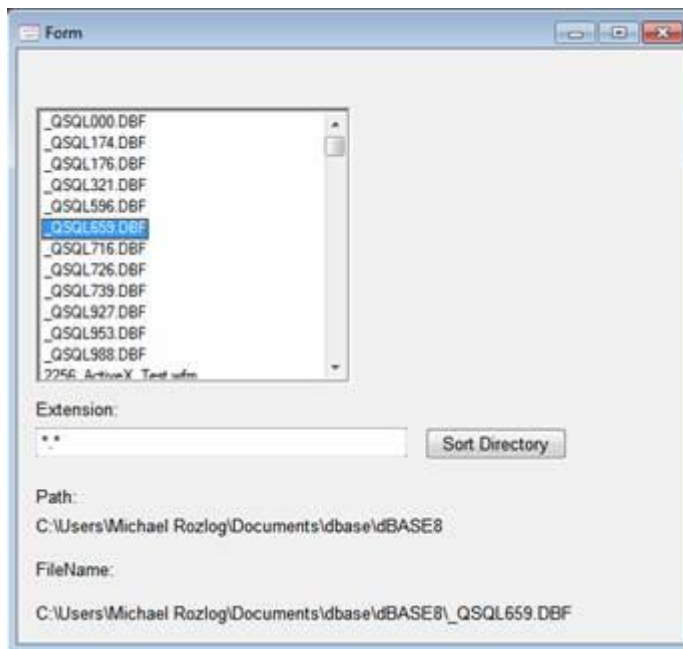 Form
_QSQL000.DBF
_QSQL174.DBF
_QSQL176.DBF
_QSQL321.DBF
_QSQL596.DBF
_QSQL659.DBF
_QSQL716.DBF
_QSQL726.DBF
_QSQL739.DBF
_QSQL927.DBF
_QSQL953.DBF
_QSQL988.DBF
2256_ActiveX_Test.wfm
Extension:
*.*
Sort Directory
Path:
C:\Users\Michael Rozlog\Documents\dbase\dBASE8
FileName:
C:\Users\Michael Rozlog\Documents\dbase\dBASE8\_QSQL659.DBF